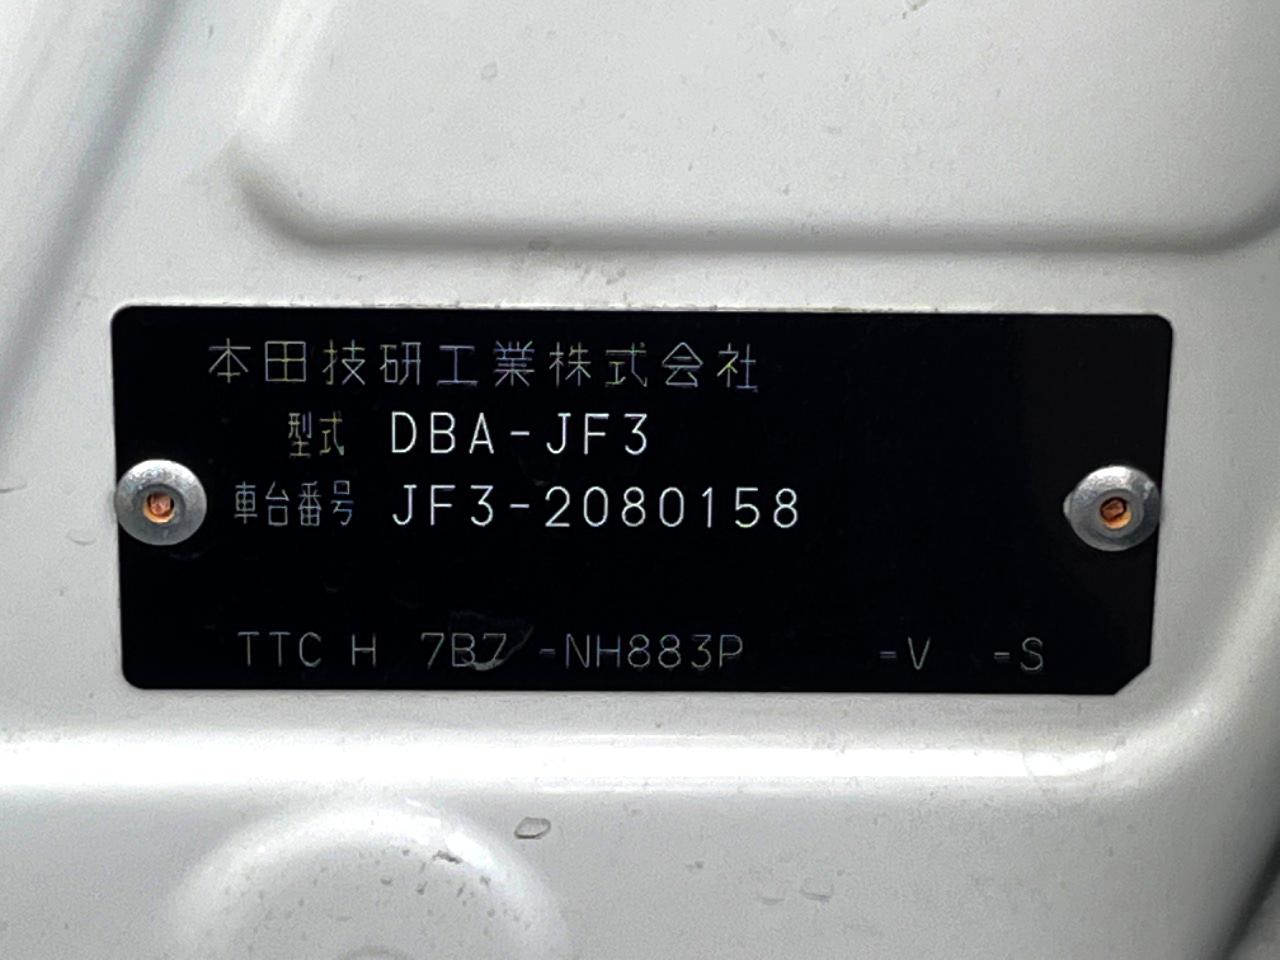 本田技研工業株式会社
型式 DBA-JF3
車台番号 JF3-2080158
TTC H 7B7 -NH883P -V -S